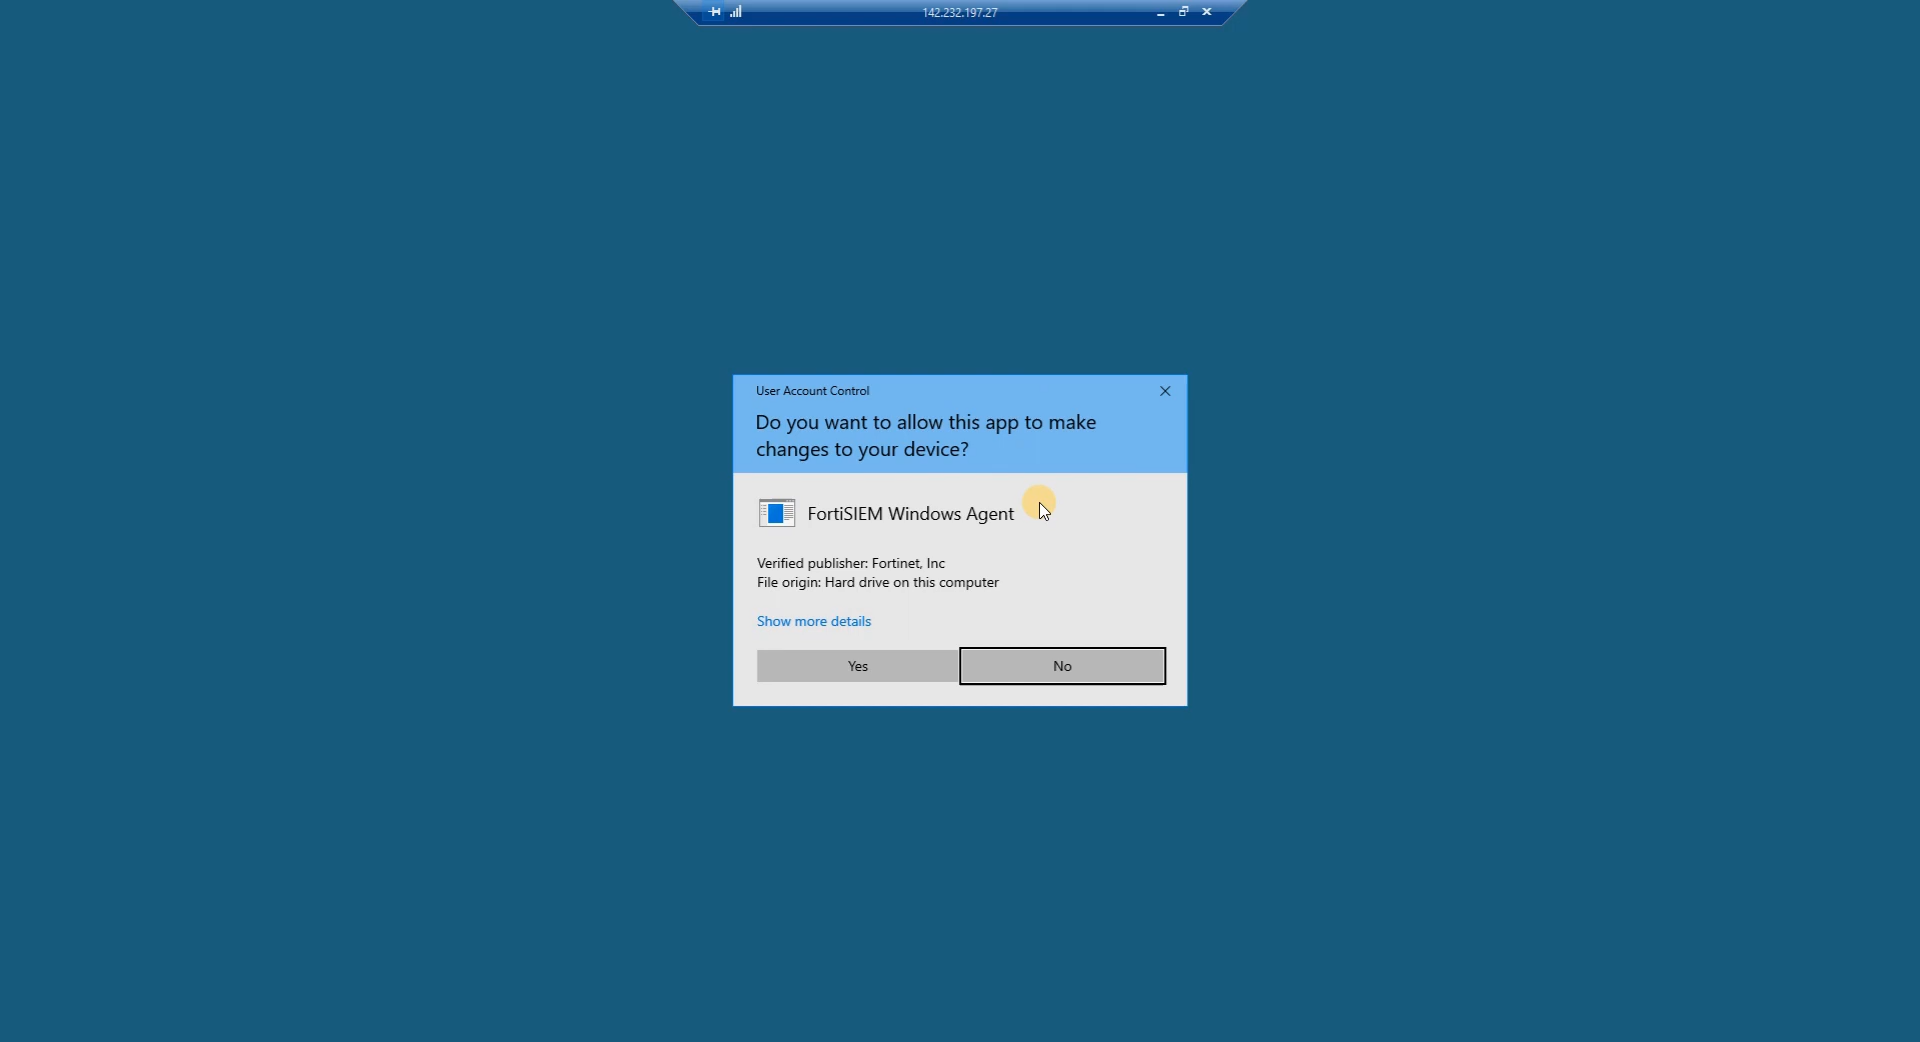 142.232.197.27
User Account Control
Do you want to allow this app to make
changes to your device?
FortiSIEM Windows Agent
Verified publisher: Fortinet, Inc
File origin: Hard drive on this computer
Show more details
Yes
No